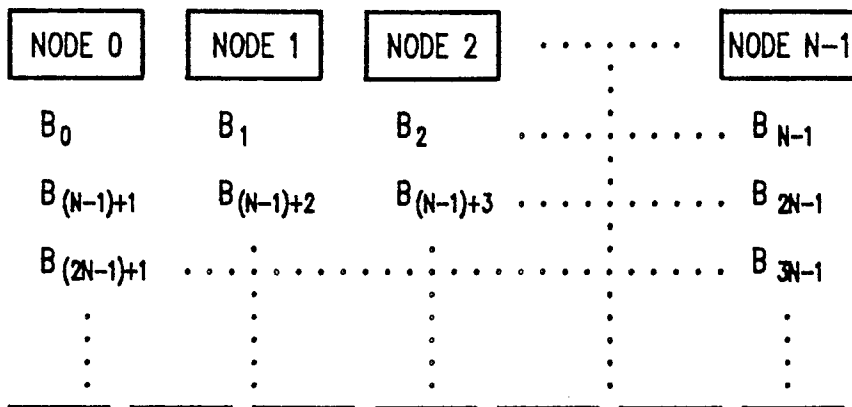 NODE 0 NODE 1 NODE 2 . . . . . . . NODE N-1
B0 B1 B2 . . . . . . . . . . . . BN-1
B(N-1)+1 B(N-1)+2 B(N-1)+3 . . . . . . . . . . . . B2N-1
B(2N-1)+1 . . . . . . . . . . . . . . . . . . . . . . . . . . . . . . B3N-1